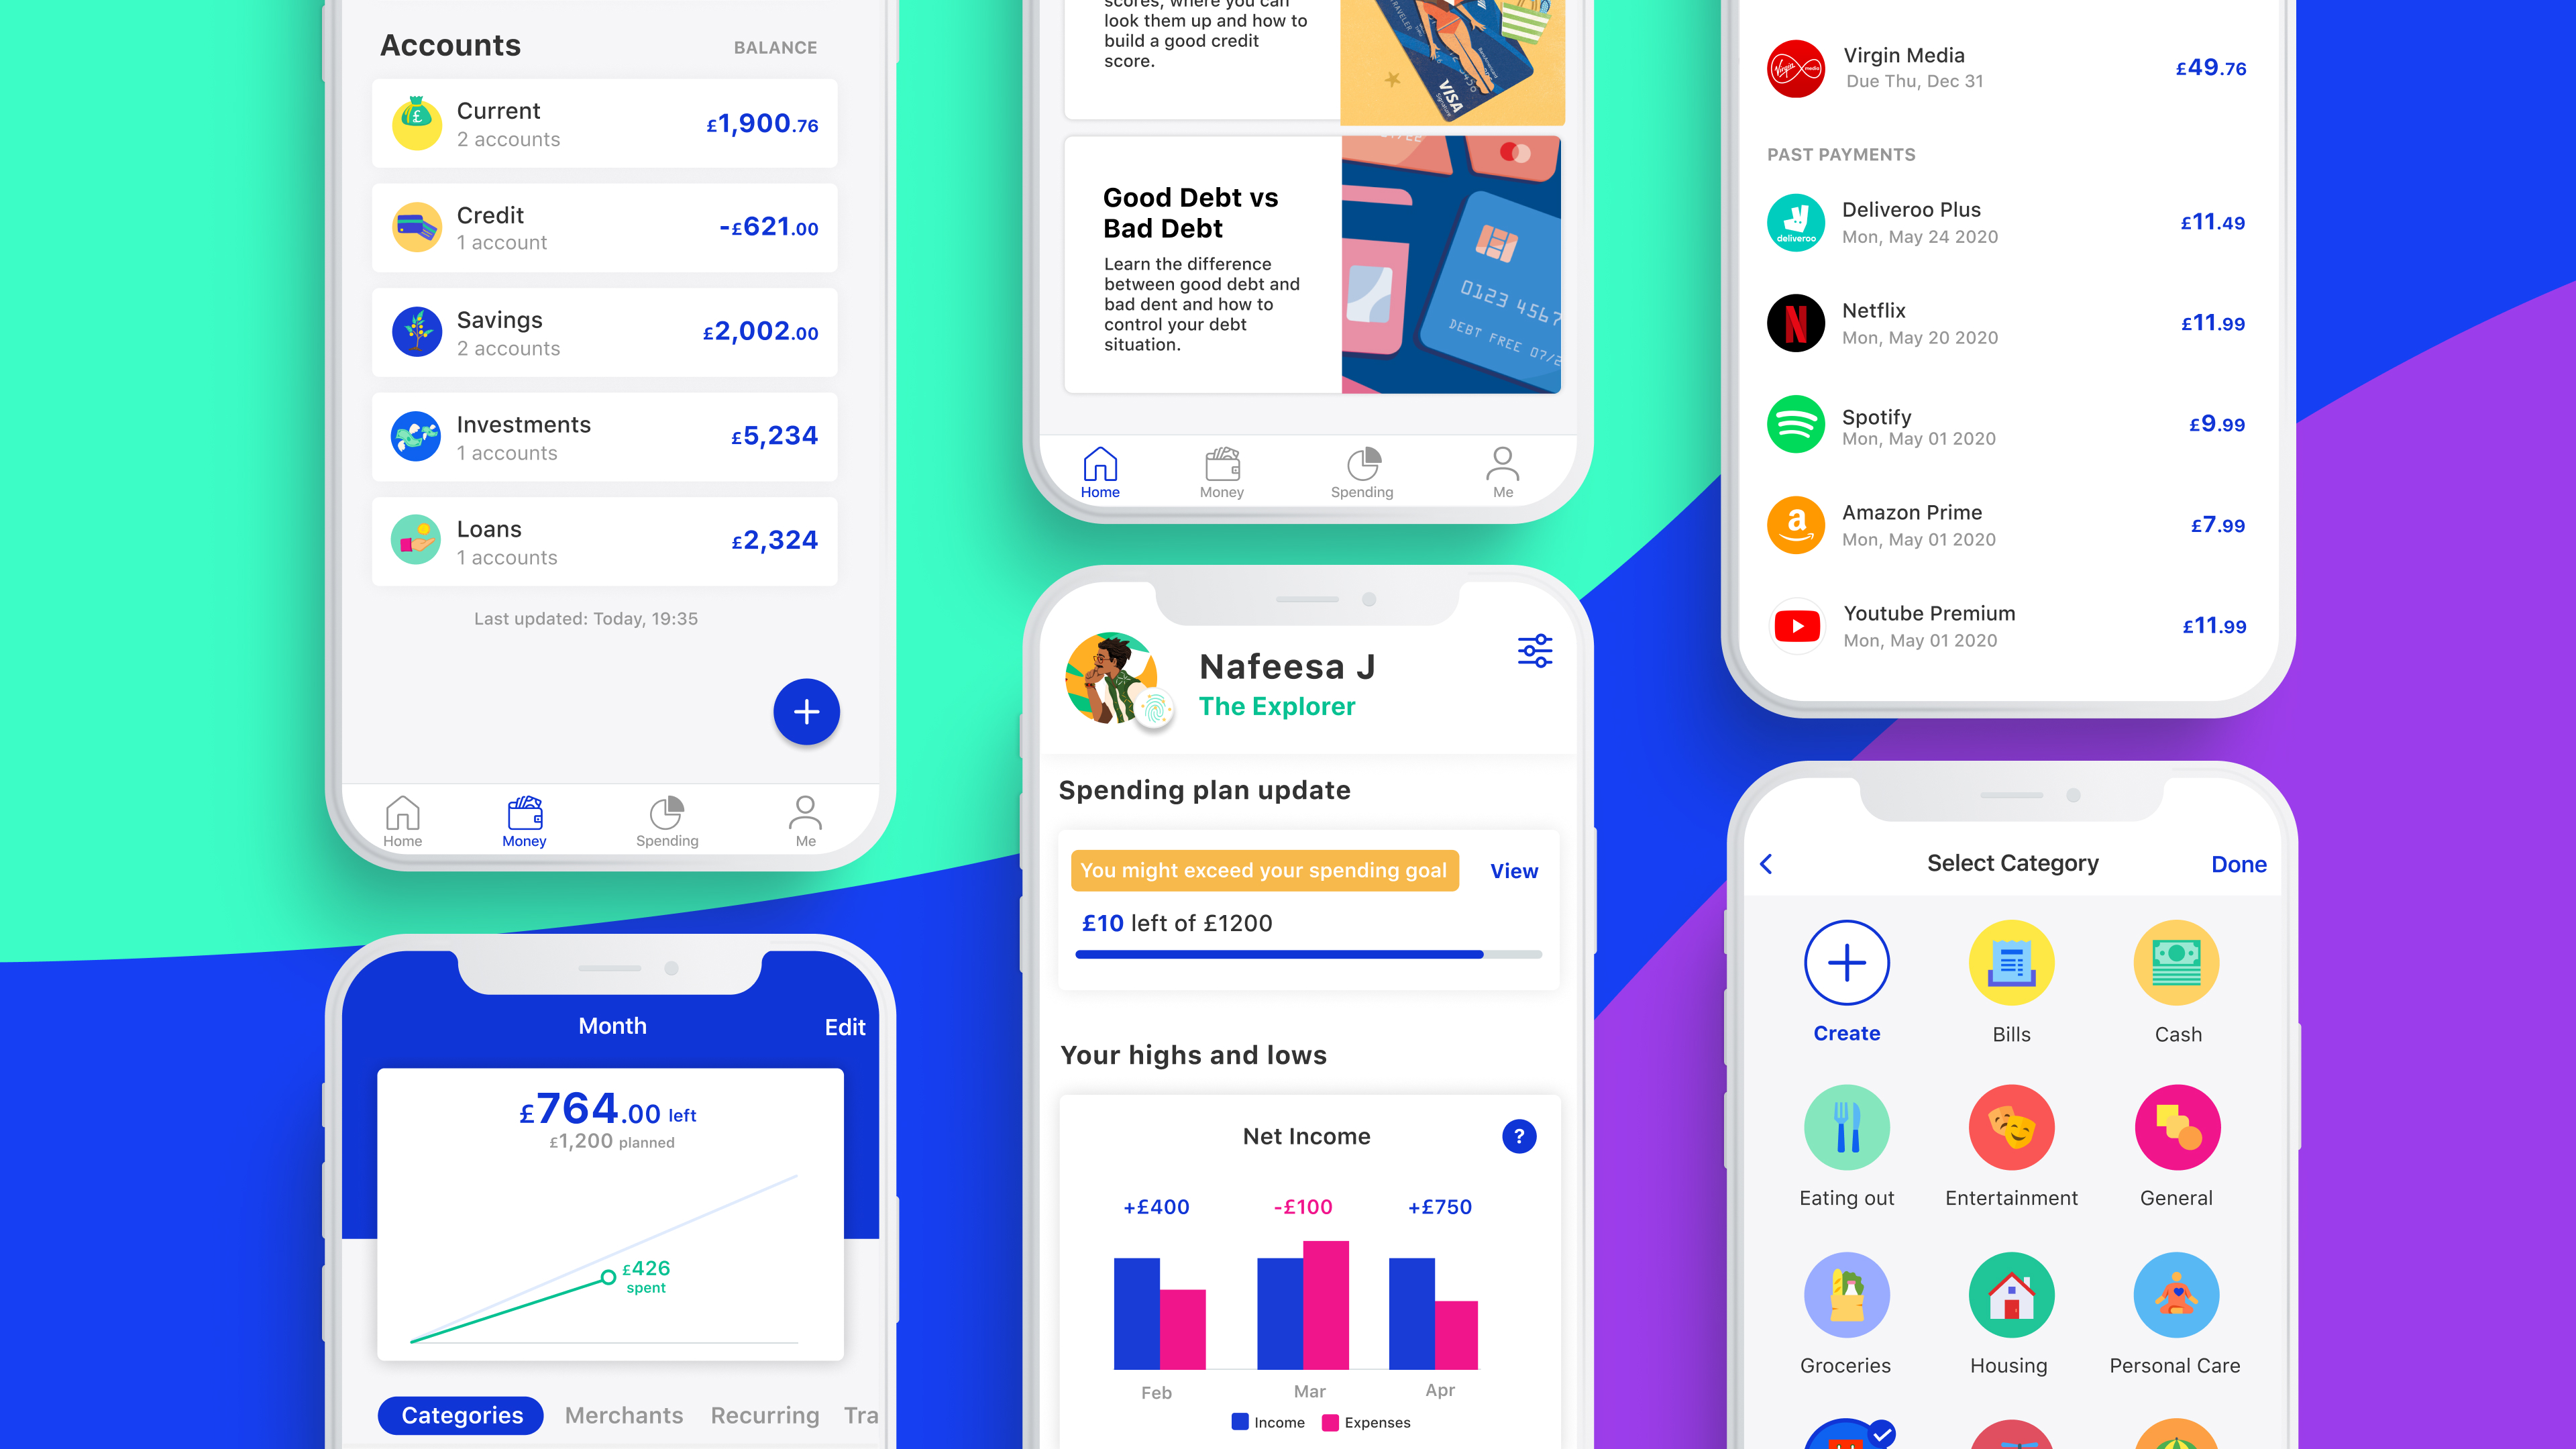 Accounts
BALANCE
Current
2 accounts
£1,900.76
Credit
1 account
-£621.00
Savings
2 accounts
£2,002.00
Investments
1 accounts
£5,234
Loans
1 accounts
£2,324
Last updated: Today, 19:35
Home
Money
Spending
Me
Month
Edit
£764.00 left
£1,200 planned
£426
spent
Categories
Merchants
Recurring
Tra
scores, where you can
look them up and how to
build a good credit
score.
TRAVELER
VISA
Signature
Good Debt vs
Bad Debt
Learn the difference
between good debt and
bad dent and how to
control your debt
situation.
0123 4567
DEBT FREE 07/2
Home
Money
Spending
Me
Nafeesa J
The Explorer
Spending plan update
You might exceed your spending goal
View
£10 left of £1200
Your highs and lows
Net Income
?
+£400
-£100
+£750
Feb
Mar
Apr
Income
Expenses
Virgin media
Virgin Media
Due Thu, Dec 31
£49.76
PAST PAYMENTS
deliveroo
Deliveroo Plus
Mon, May 24 2020
£11.49
N
Netflix
Mon, May 20 2020
£11.99
Spotify
Mon, May 01 2020
£9.99
a
Amazon Prime
Mon, May 01 2020
£7.99
Youtube Premium
Mon, May 01 2020
£11.99
Select Category
Done
Create
Bills
Cash
Eating out
Entertainment
General
Groceries
Housing
Personal Care